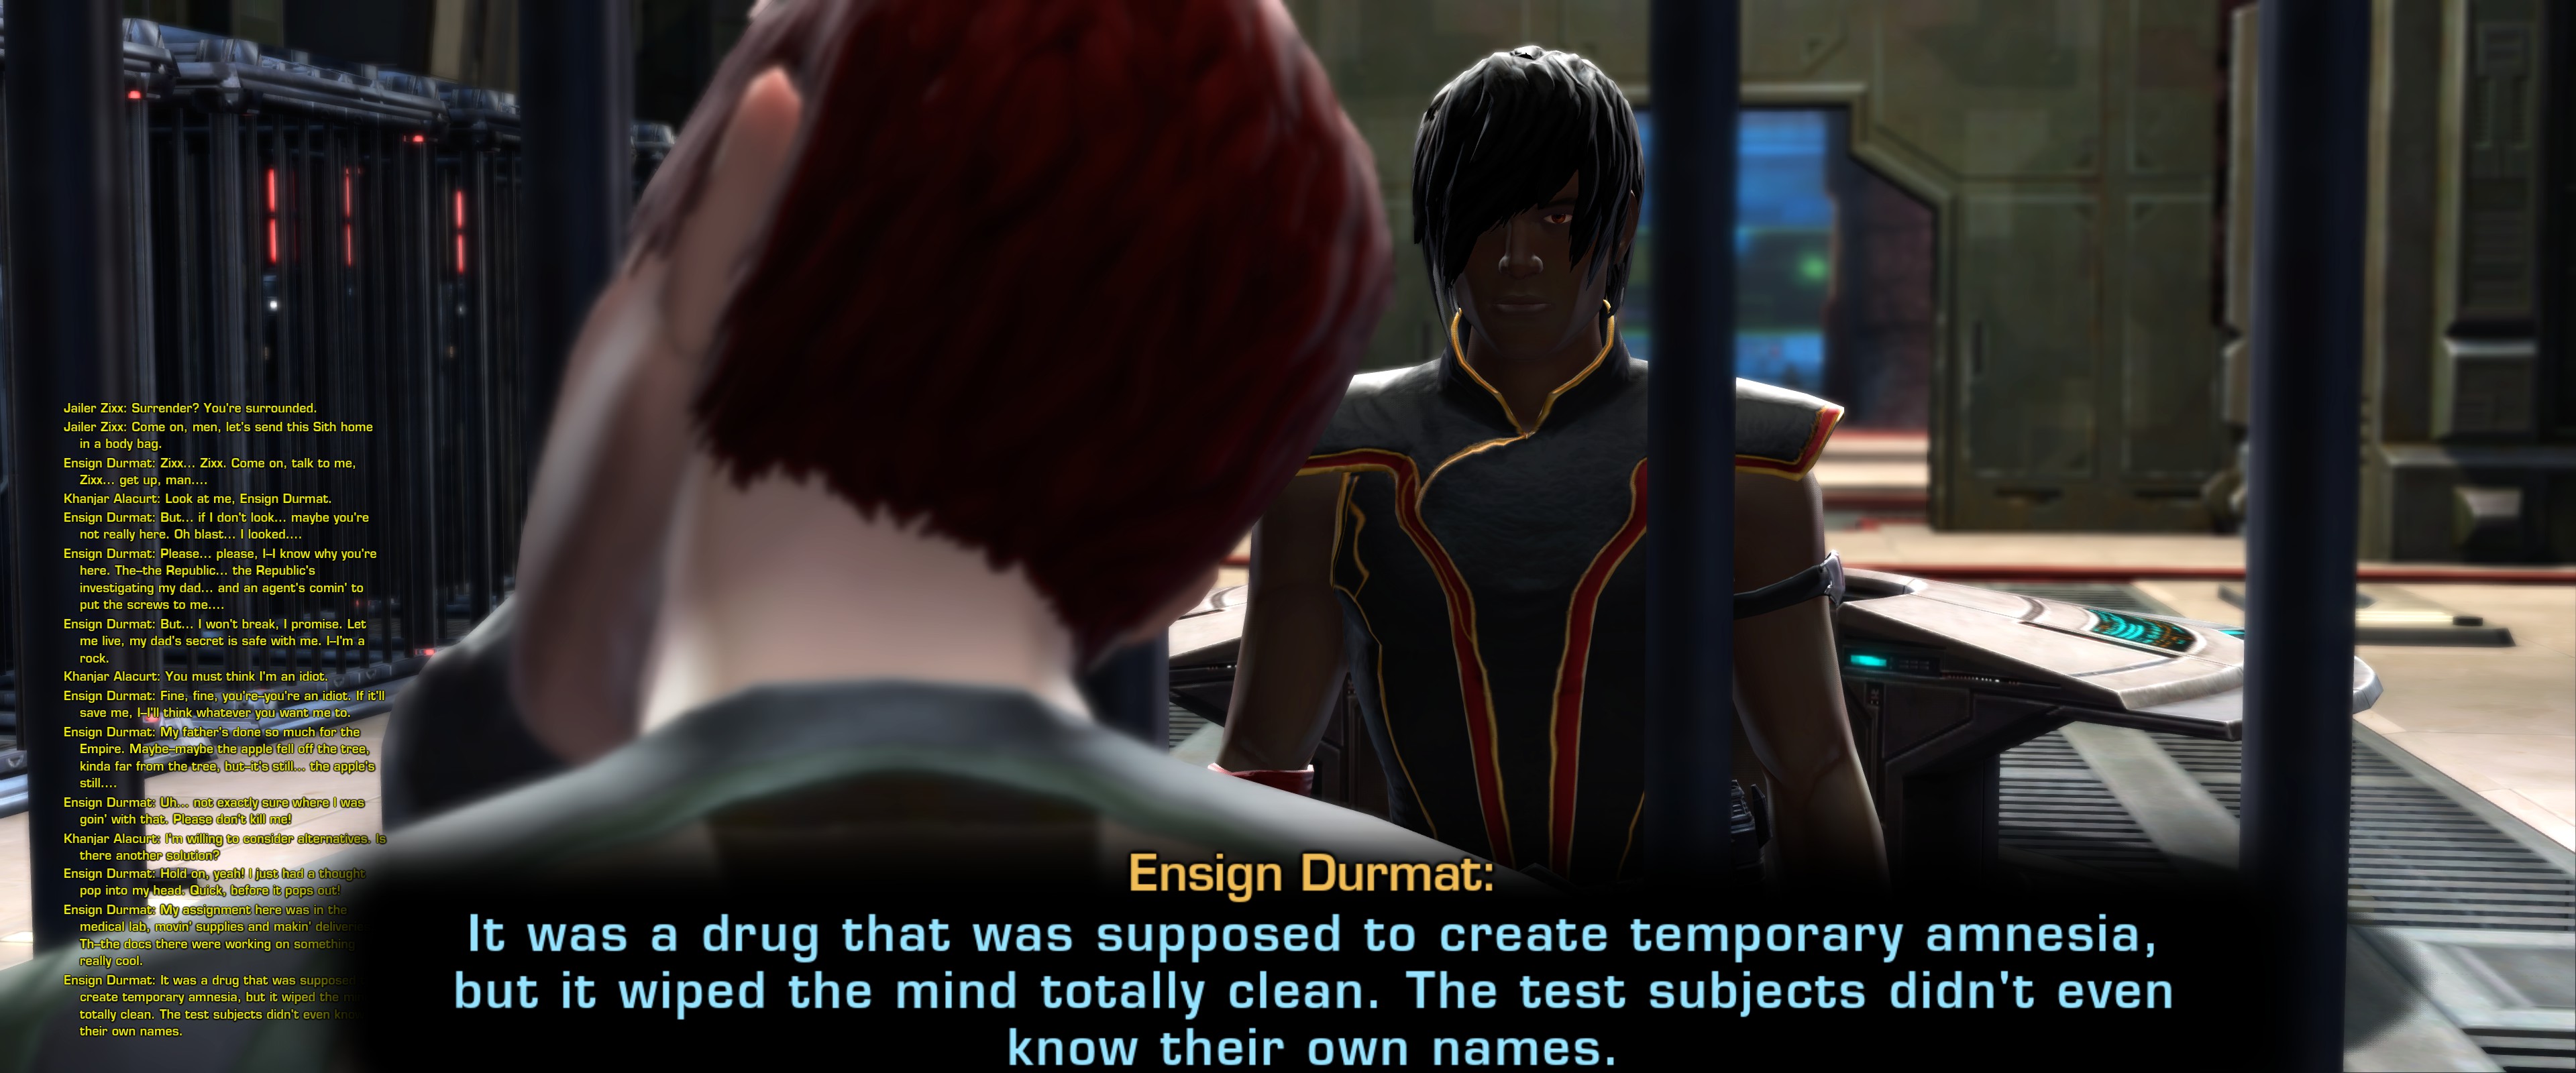 Jailer Zixx: Surrender? You're surrounded.
Jailer Zixx: Come on, men, let's send this Sith home
in a body bag.
Ensign Durmat: Zixx... Zixx. Come on, talk to me,
Zixx... get up, man....
Khanjar Alacurt: Look at me, Ensign Durmat.
Ensign Durmat: But... if I don't look... maybe you're
not really here. Oh blast... I looked....
Ensign Durmat: Please... please, I–I know why you're
here. The–the Republic... the Republic's
investigating my dad... and an agent's comin' to
put the screws to me....
Ensign Durmat: But... I won't break, I promise. Let
me live, my dad's secret is safe with me. I–I'm a
rock.
Khanjar Alacurt: You must think I'm an idiot.
Ensign Durmat: Fine, fine, you're–you're an idiot. If it'll
save me, I–I'll think whatever you want me to.
Ensign Durmat: My father's done so much for the
Empire. Maybe–maybe the apple fell off the tree,
kinda far from the tree, but–it's still... the apple's
still....
Ensign Durmat: Uh... not exactly sure where I was
goin' with that. Please don't kill me!
Khanjar Alacurt: I'm willing to consider alternatives. Is
there another solution?
Ensign Durmat: Hold on, yeah! I just had a thought
pop into my head. Quick, before it pops out!
Ensign Durmat: My assignment here was in the
medical lab, movin' supplies and makin' deliveries.
Th–the docs there were working on something
really cool.
Ensign Durmat: It was a drug that was supposed
create temporary amnesia, but it wiped the
totally clean. The test subjects didn't even know
their own names.
Ensign Durmat:
It was a drug that was supposed to create temporary amnesia,
but it wiped the mind totally clean. The test subjects didn't even
know their own names.